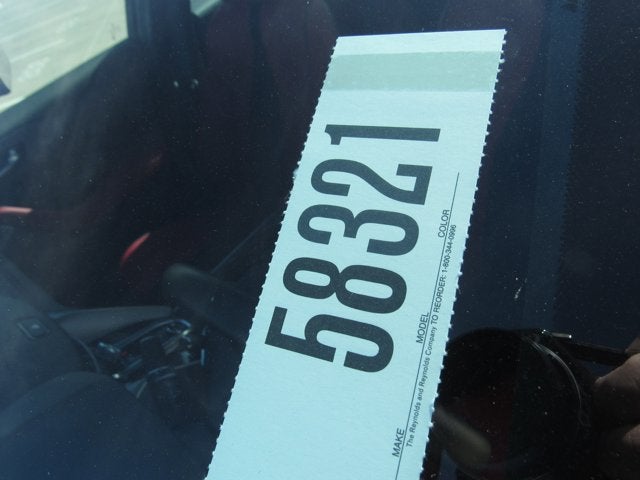 58321
MAKE MODEL COLOR
The Reynolds and Reynolds Company TO REORDER: 1-800-344-0996